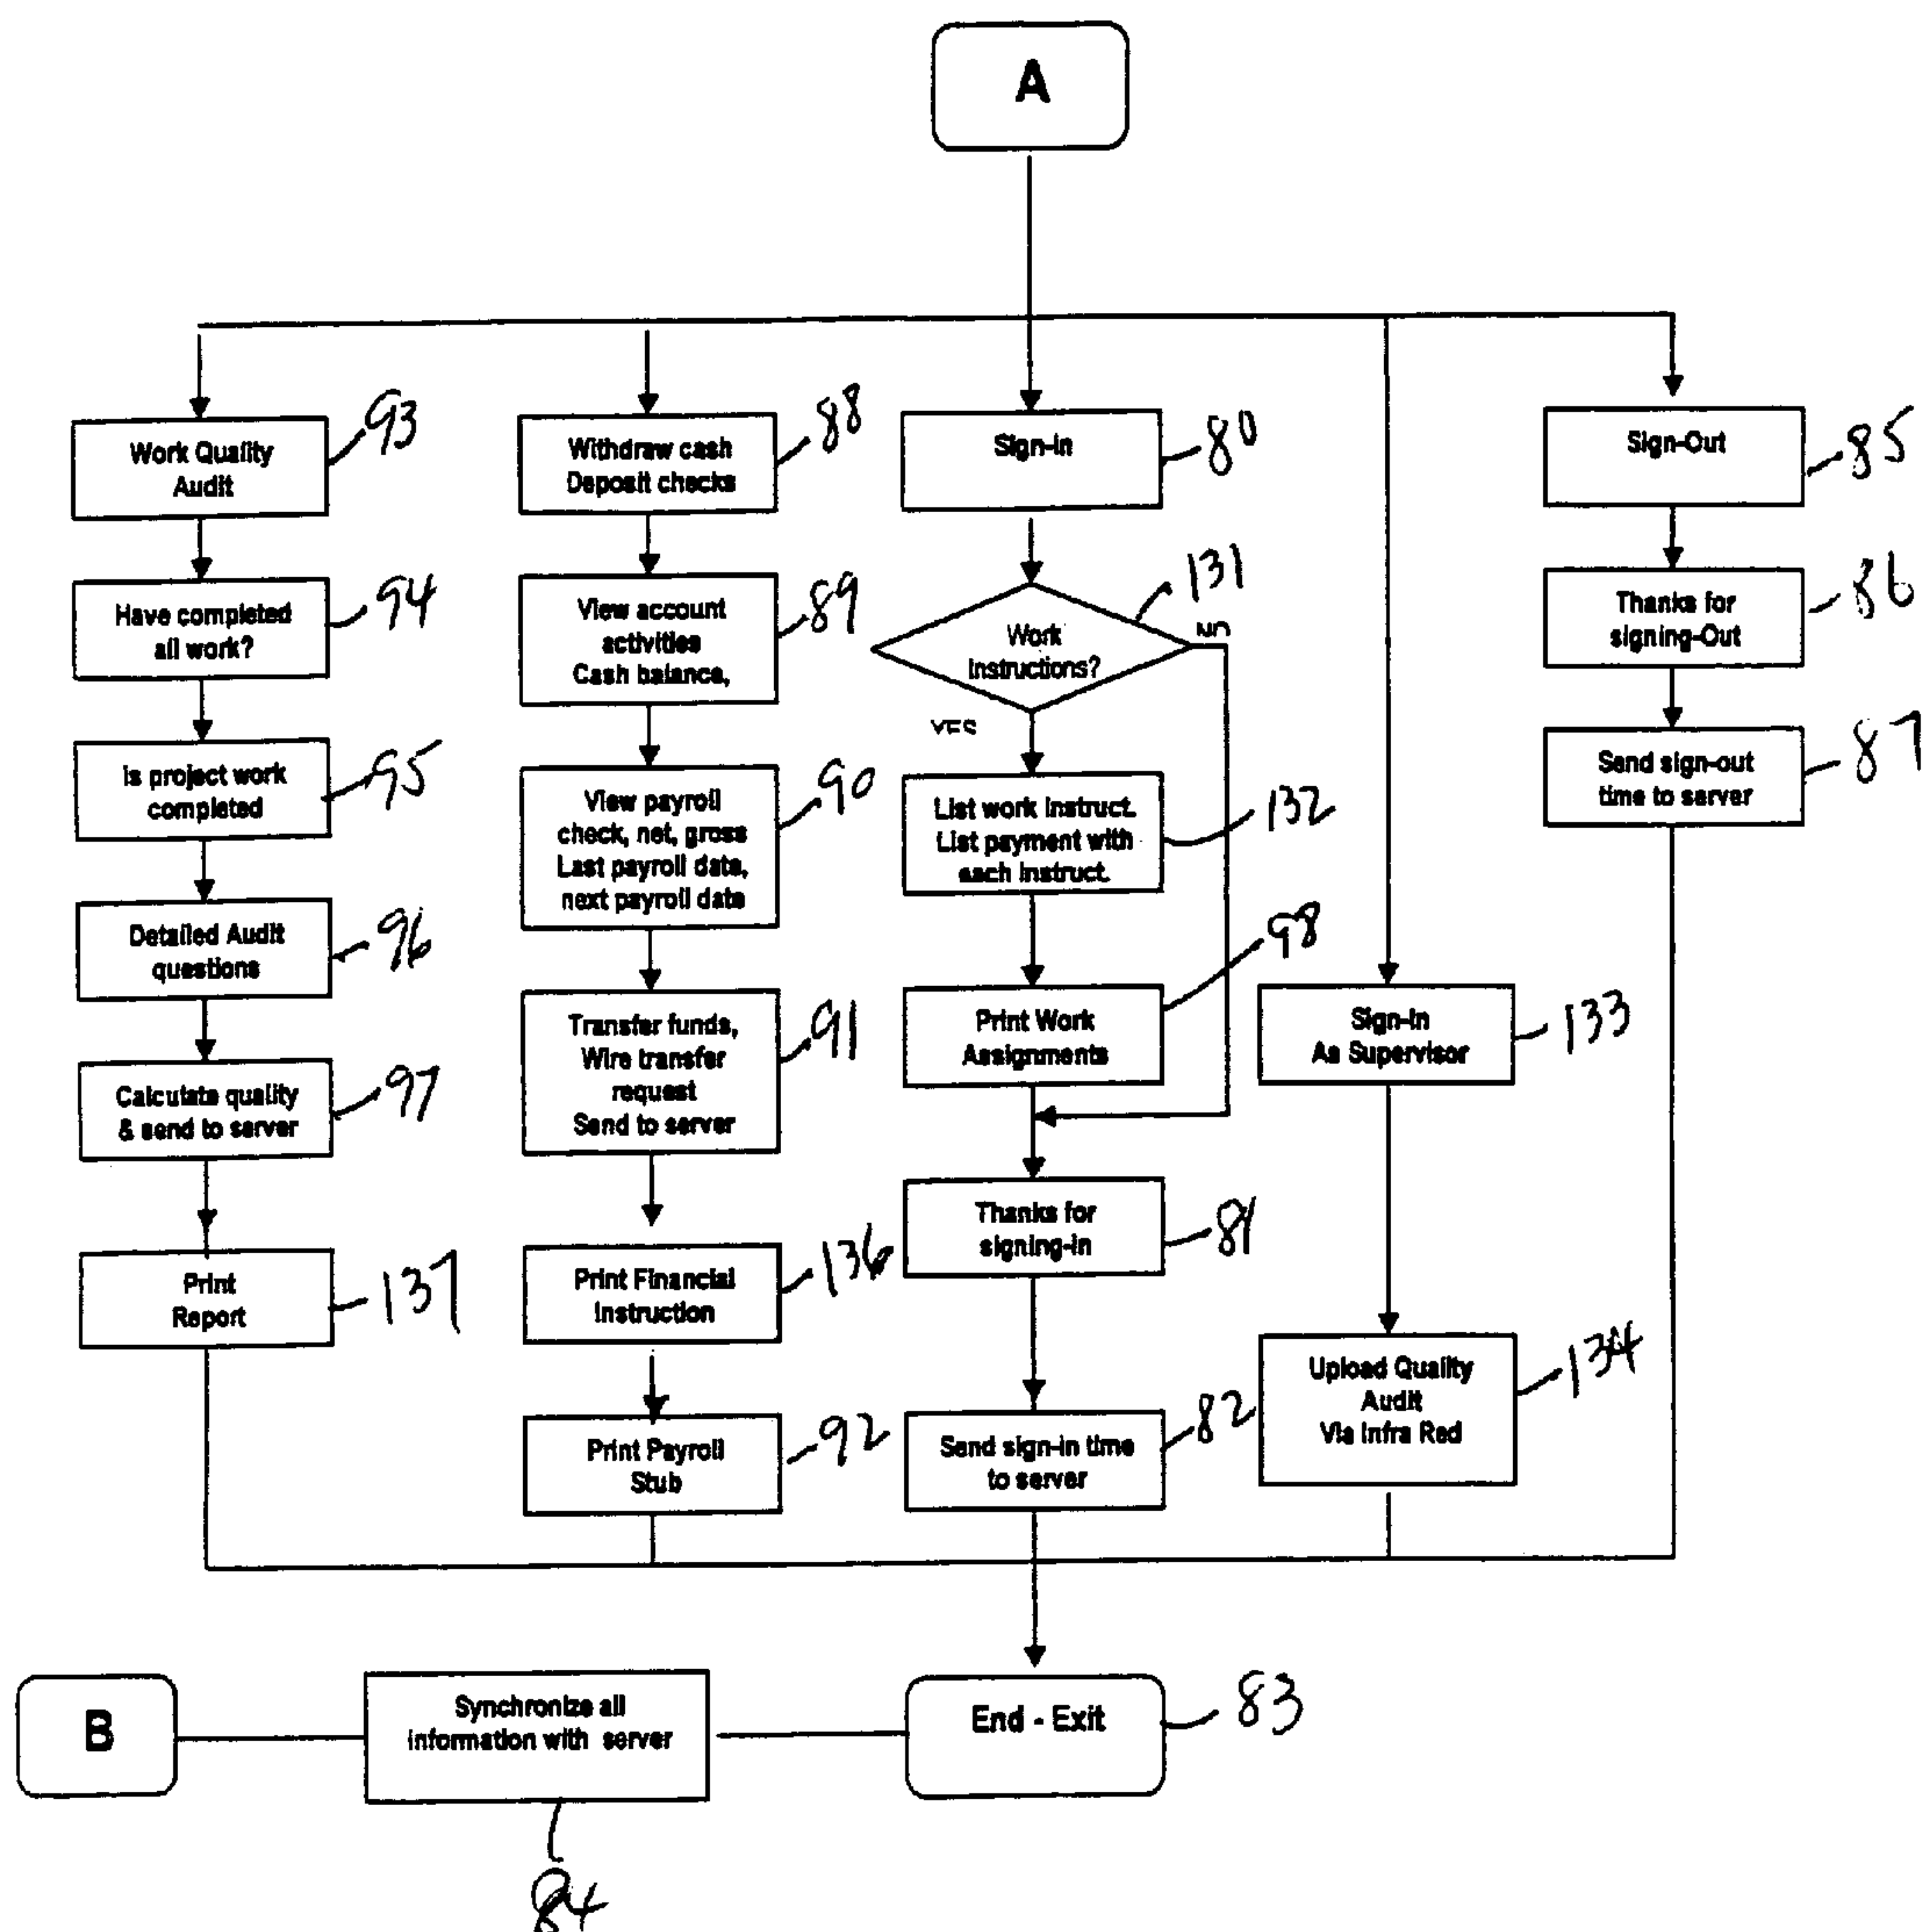 A
Work Quality
Audit
93
Have completed
all work?
94
is project work
completed
95
Detailed Audit
questions
96
Calculate quality
& send to server
97
Print
Report
137
Withdraw cash
Deposit checks
88
View account
activities
Cash balance,
89
View payroll
check, net, gross
Last payroll date,
next payroll date
90
Transfer funds,
Wire transfer
request
Send to server
91
Print Financial
Instruction
136
Print Payroll
Stub
92
Sign-in
80
Work
Instructions?
131
NO
YES
List work Instruct.
List payment with
each Instruct.
132
Print Work
Assignments
98
Thanks for
signing-in
81
Send sign-in time
to server
82
Sign-in
As Supervisor
133
Upload Quality
Audit
Via Infra Red
134
Sign-Out
85
Thanks for
signing-Out
86
Send sign-out
time to server
87
End - Exit
83
Synchronize all
information with server
84
B